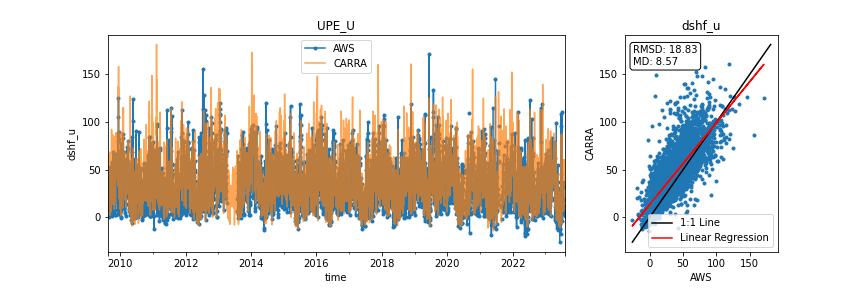 UPE_U
dshf_u
150
100
50
0
dshf_u
AWS
CARRA
2010
2012
2014
2016
2018
2020
2022
time
150
100
50
0
CARRA
RMSD: 18.83
MD: 8.57
1:1 Line
Linear Regression
0
50
100
150
AWS